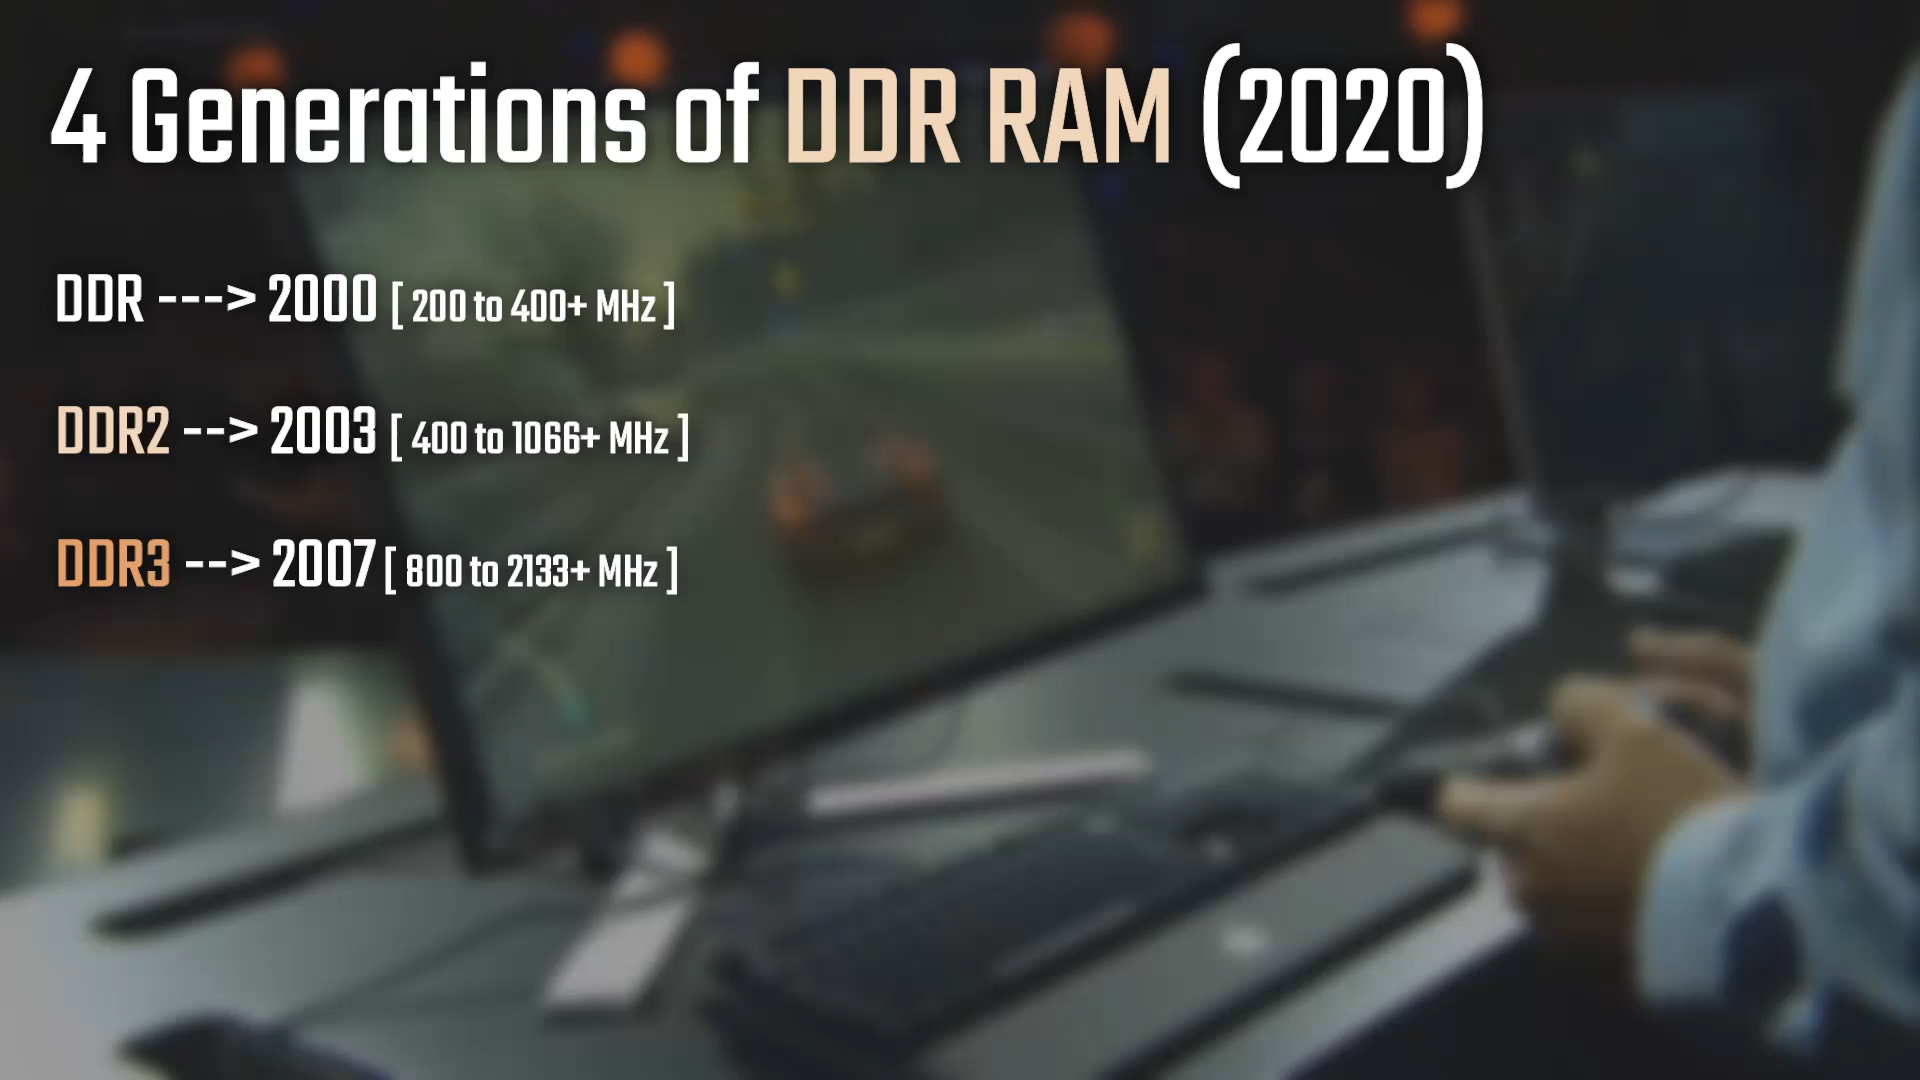 4 Generations of DDR RAM (2020)
DDR ---> 2000 [ 200 to 400+ MHz ]
DDR2 --> 2003 [ 400 to 1066+ MHz ]
DDR3 --> 2007 [ 800 to 2133+ MHz ]